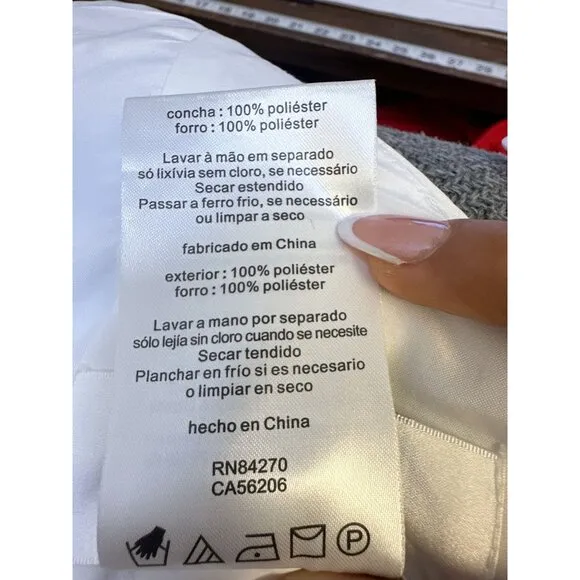 concha : 100% poliéster
forro : 100% poliéster
Lavar à mão em separado
só lixívia sem cloro, se necessário
Secar estendido
Passar a ferro frio, se necessário
ou limpar a seco
fabricado em China
exterior : 100% poliéster
forro : 100% poliéster
Lavar a mano por separado
sólo lejía sin cloro cuando se necesite
Secar tendido
Planchar en frío si es necesario
o limpiar en seco
hecho en China
RN84270
CA56206
P